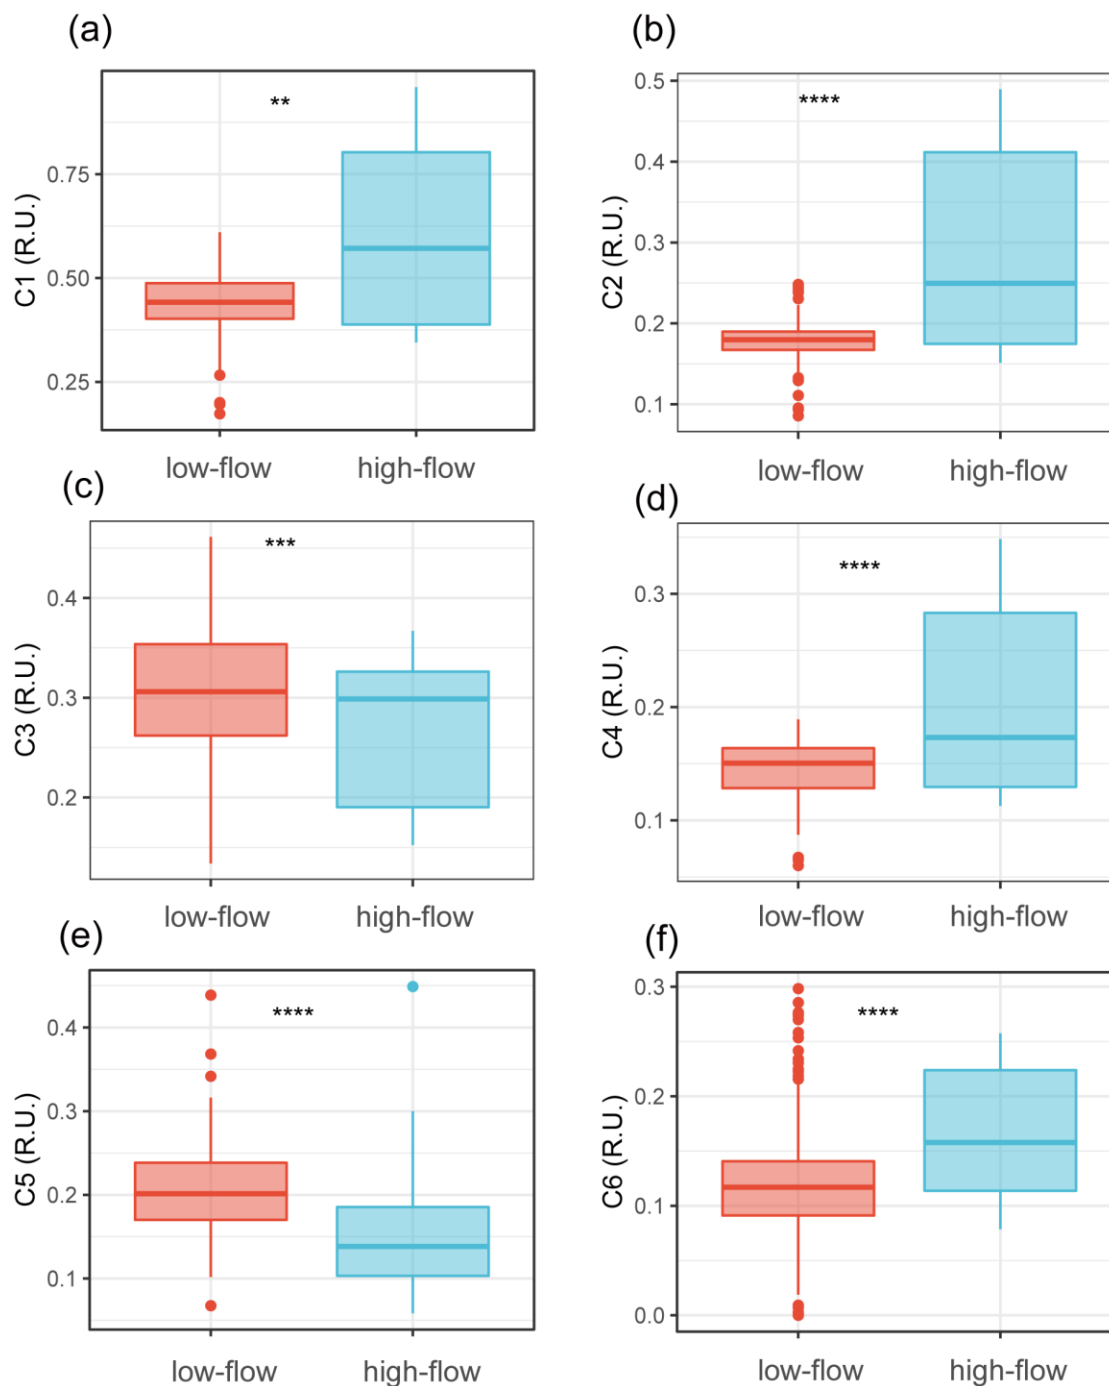 (a)
**
C1 (R.U.)
0.75
0.50
0.25
low-flow
high-flow
(b)
****
C2 (R.U.)
0.5
0.4
0.3
0.2
0.1
low-flow
high-flow
(c)
***
C3 (R.U.)
0.4
0.3
0.2
low-flow
high-flow
(d)
****
C4 (R.U.)
0.3
0.2
0.1
low-flow
high-flow
(e)
****
C5 (R.U.)
0.4
0.3
0.2
0.1
low-flow
high-flow
(f)
****
C6 (R.U.)
0.3
0.2
0.1
0.0
low-flow
high-flow